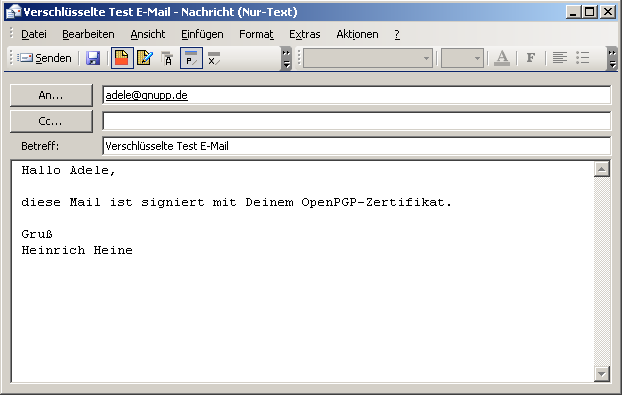 Verschlüsselte Test E-Mail - Nachricht (Nur-Text)
Datei Bearbeiten Ansicht Einfügen Format Extras Aktionen ?
Senden A P X A F
An... adele@gnupp.de
Cc...
Betreff: Verschlüsselte Test E-Mail
Hallo Adele,
diese Mail ist signiert mit Deinem OpenPGP-Zertifikat.
Gruß
Heinrich Heine